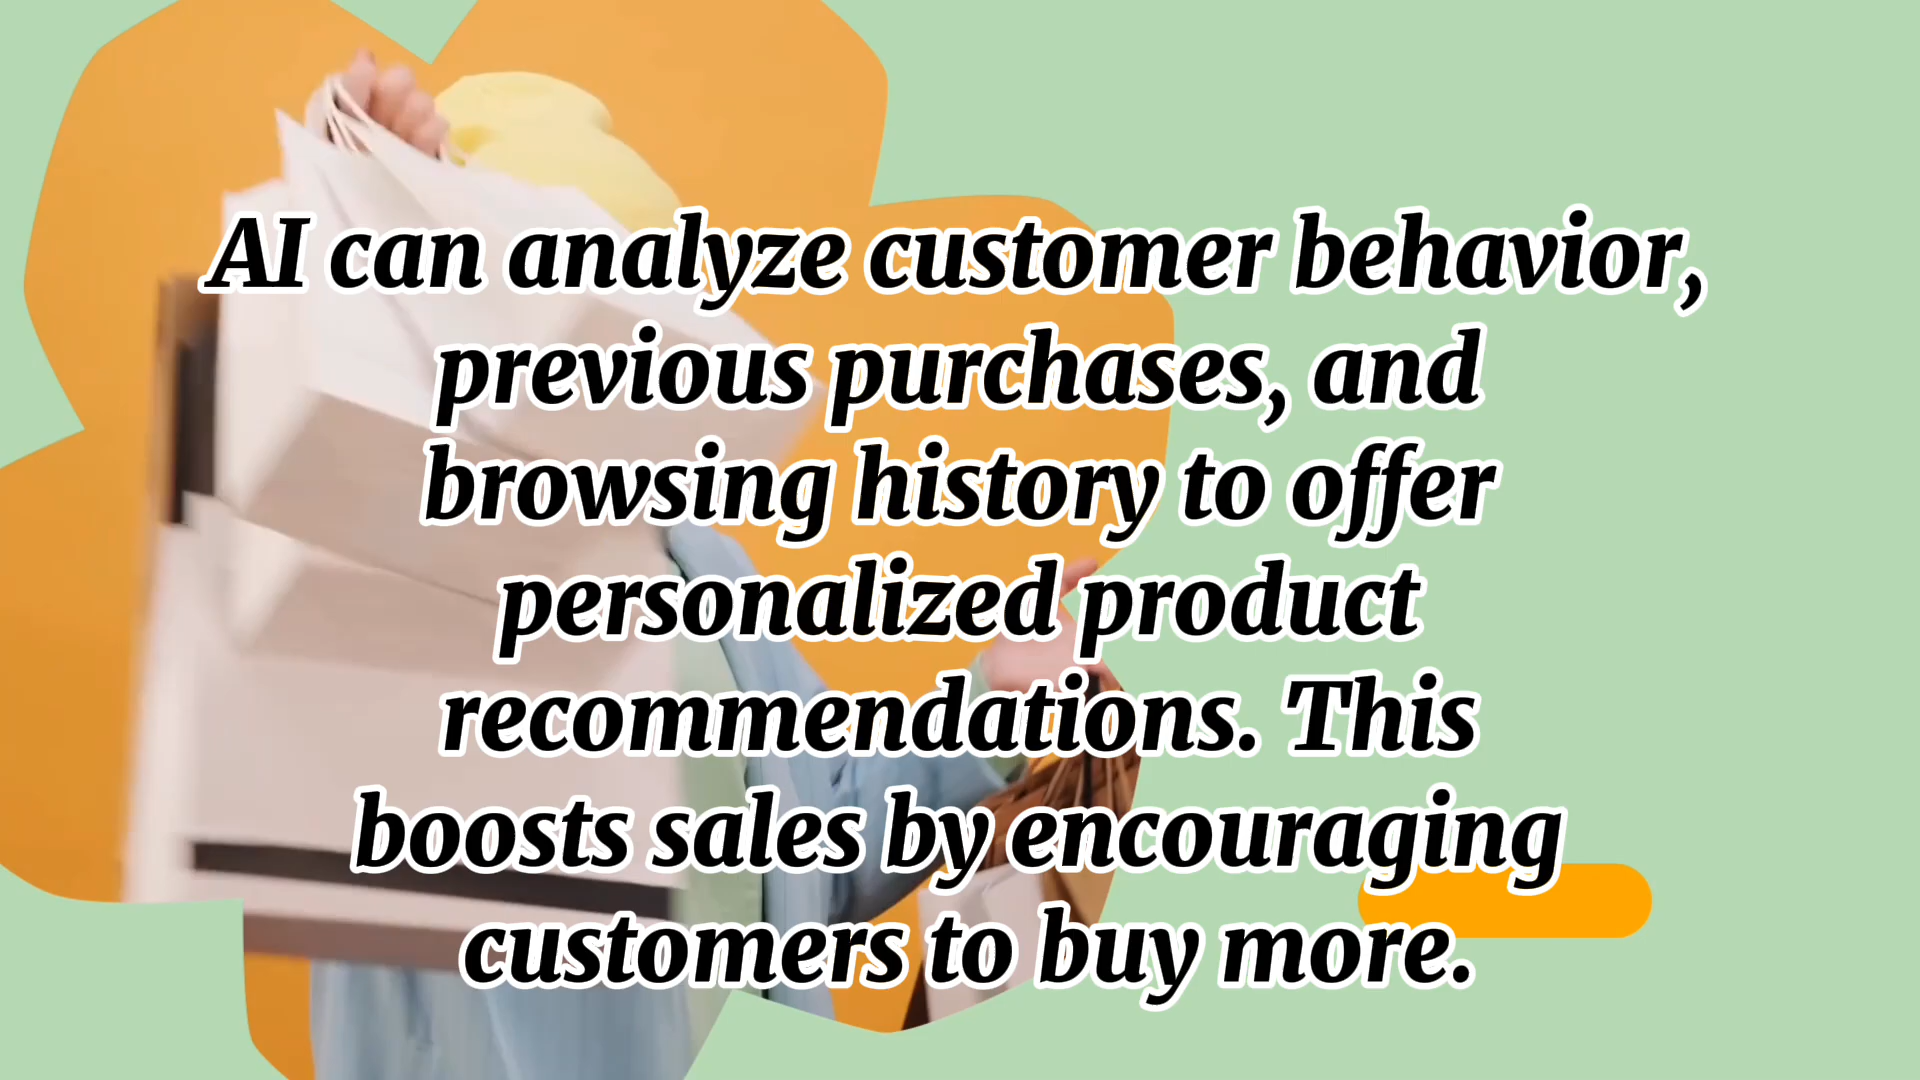 AI can analyze customer behavior,
previous purchases, and
browsing history to offer
personalized product
recommendations. This
boosts sales by encouraging
customers to buy more.